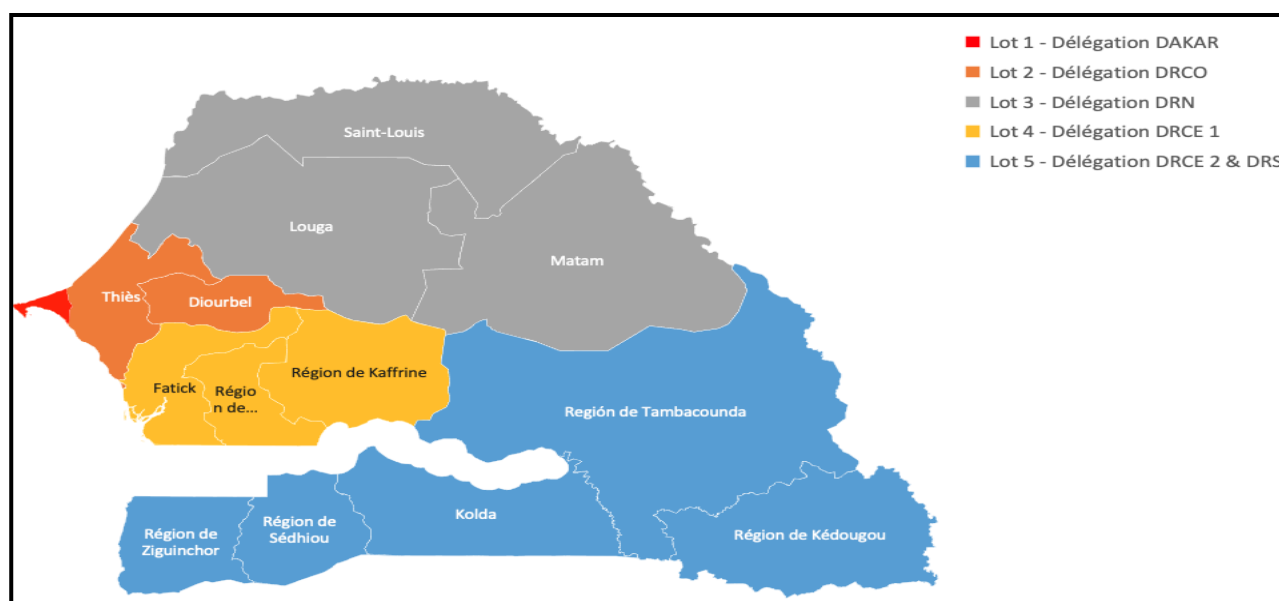 Lot 1 - Délégation DAKAR
Lot 2 - Délégation DRCO
Lot 3 - Délégation DRN
Lot 4 - Délégation DRCE 1
Lot 5 - Délégation DRCE 2 & DRS
Saint-Louis
Louga
Matam
Thiès
Diourbel
Fatick
Régio
n de...
Région de Kaffrine
Región de Tambacounda
Région de
Ziguinchor
Région de
Sédhiou
Kolda
Région de Kédougou